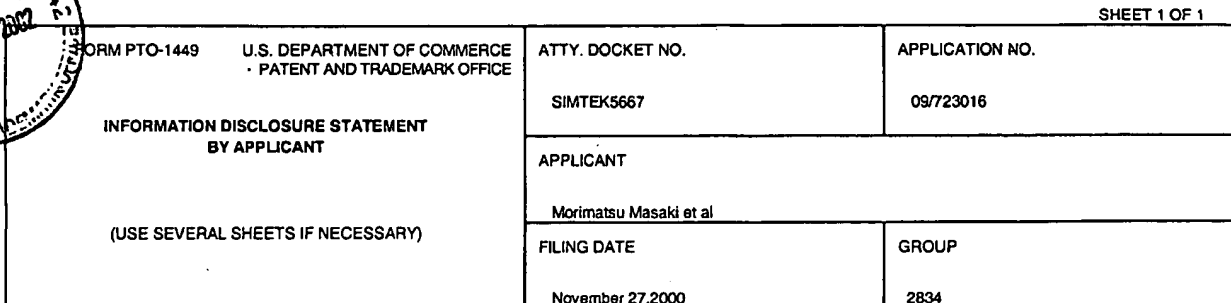 SHEET 1 OF 1
2002
FORM PTO-1449 U.S. DEPARTMENT OF COMMERCE
PATENT AND TRADEMARK OFFICE
ATTY. DOCKET NO.
SIMTEK5667
APPLICATION NO.
09/723016
INFORMATION DISCLOSURE STATEMENT
BY APPLICANT
APPLICANT
Morimatsu Masaki et al
(USE SEVERAL SHEETS IF NECESSARY)
FILING DATE
November 27,2000
GROUP
2834